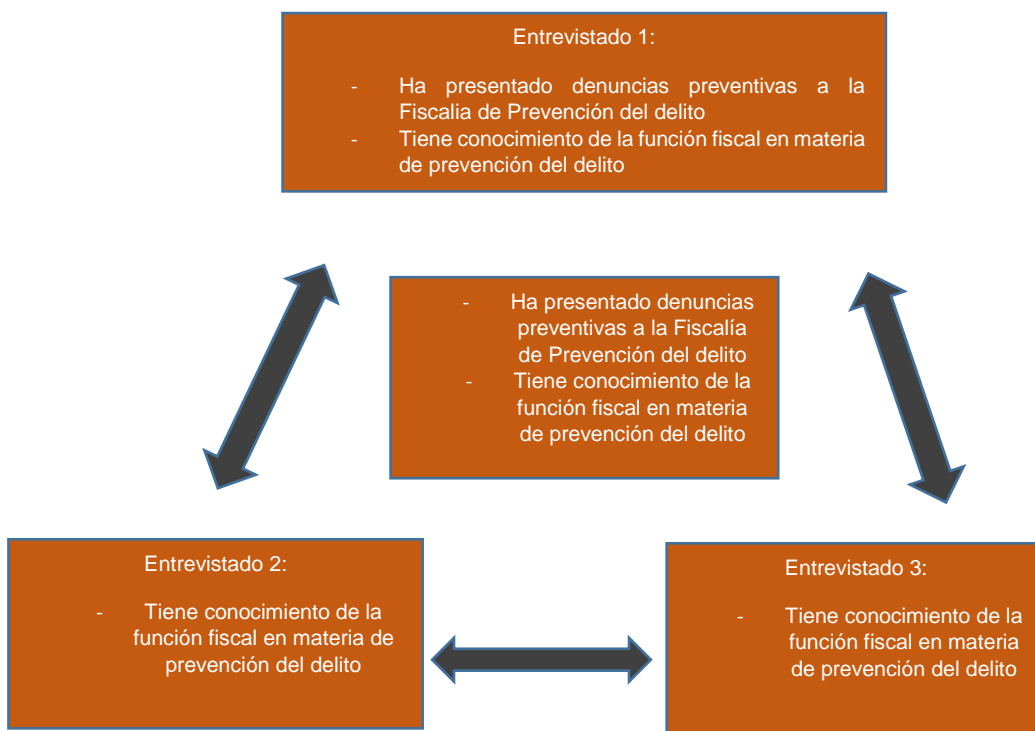 Entrevistado 1:
- Ha presentado denuncias preventivas a la
Fiscalia de Prevención del delito
- Tiene conocimiento de la función fiscal en materia
de prevención del delito
- Ha presentado denuncias
preventivas a la Fiscalía
de Prevención del delito
- Tiene conocimiento de la
función fiscal en materia
de prevención del delito
Entrevistado 2:
- Tiene conocimiento de la
función fiscal en materia de
prevención del delito
Entrevistado 3:
- Tiene conocimiento de la
función fiscal en materia
de prevención del delito